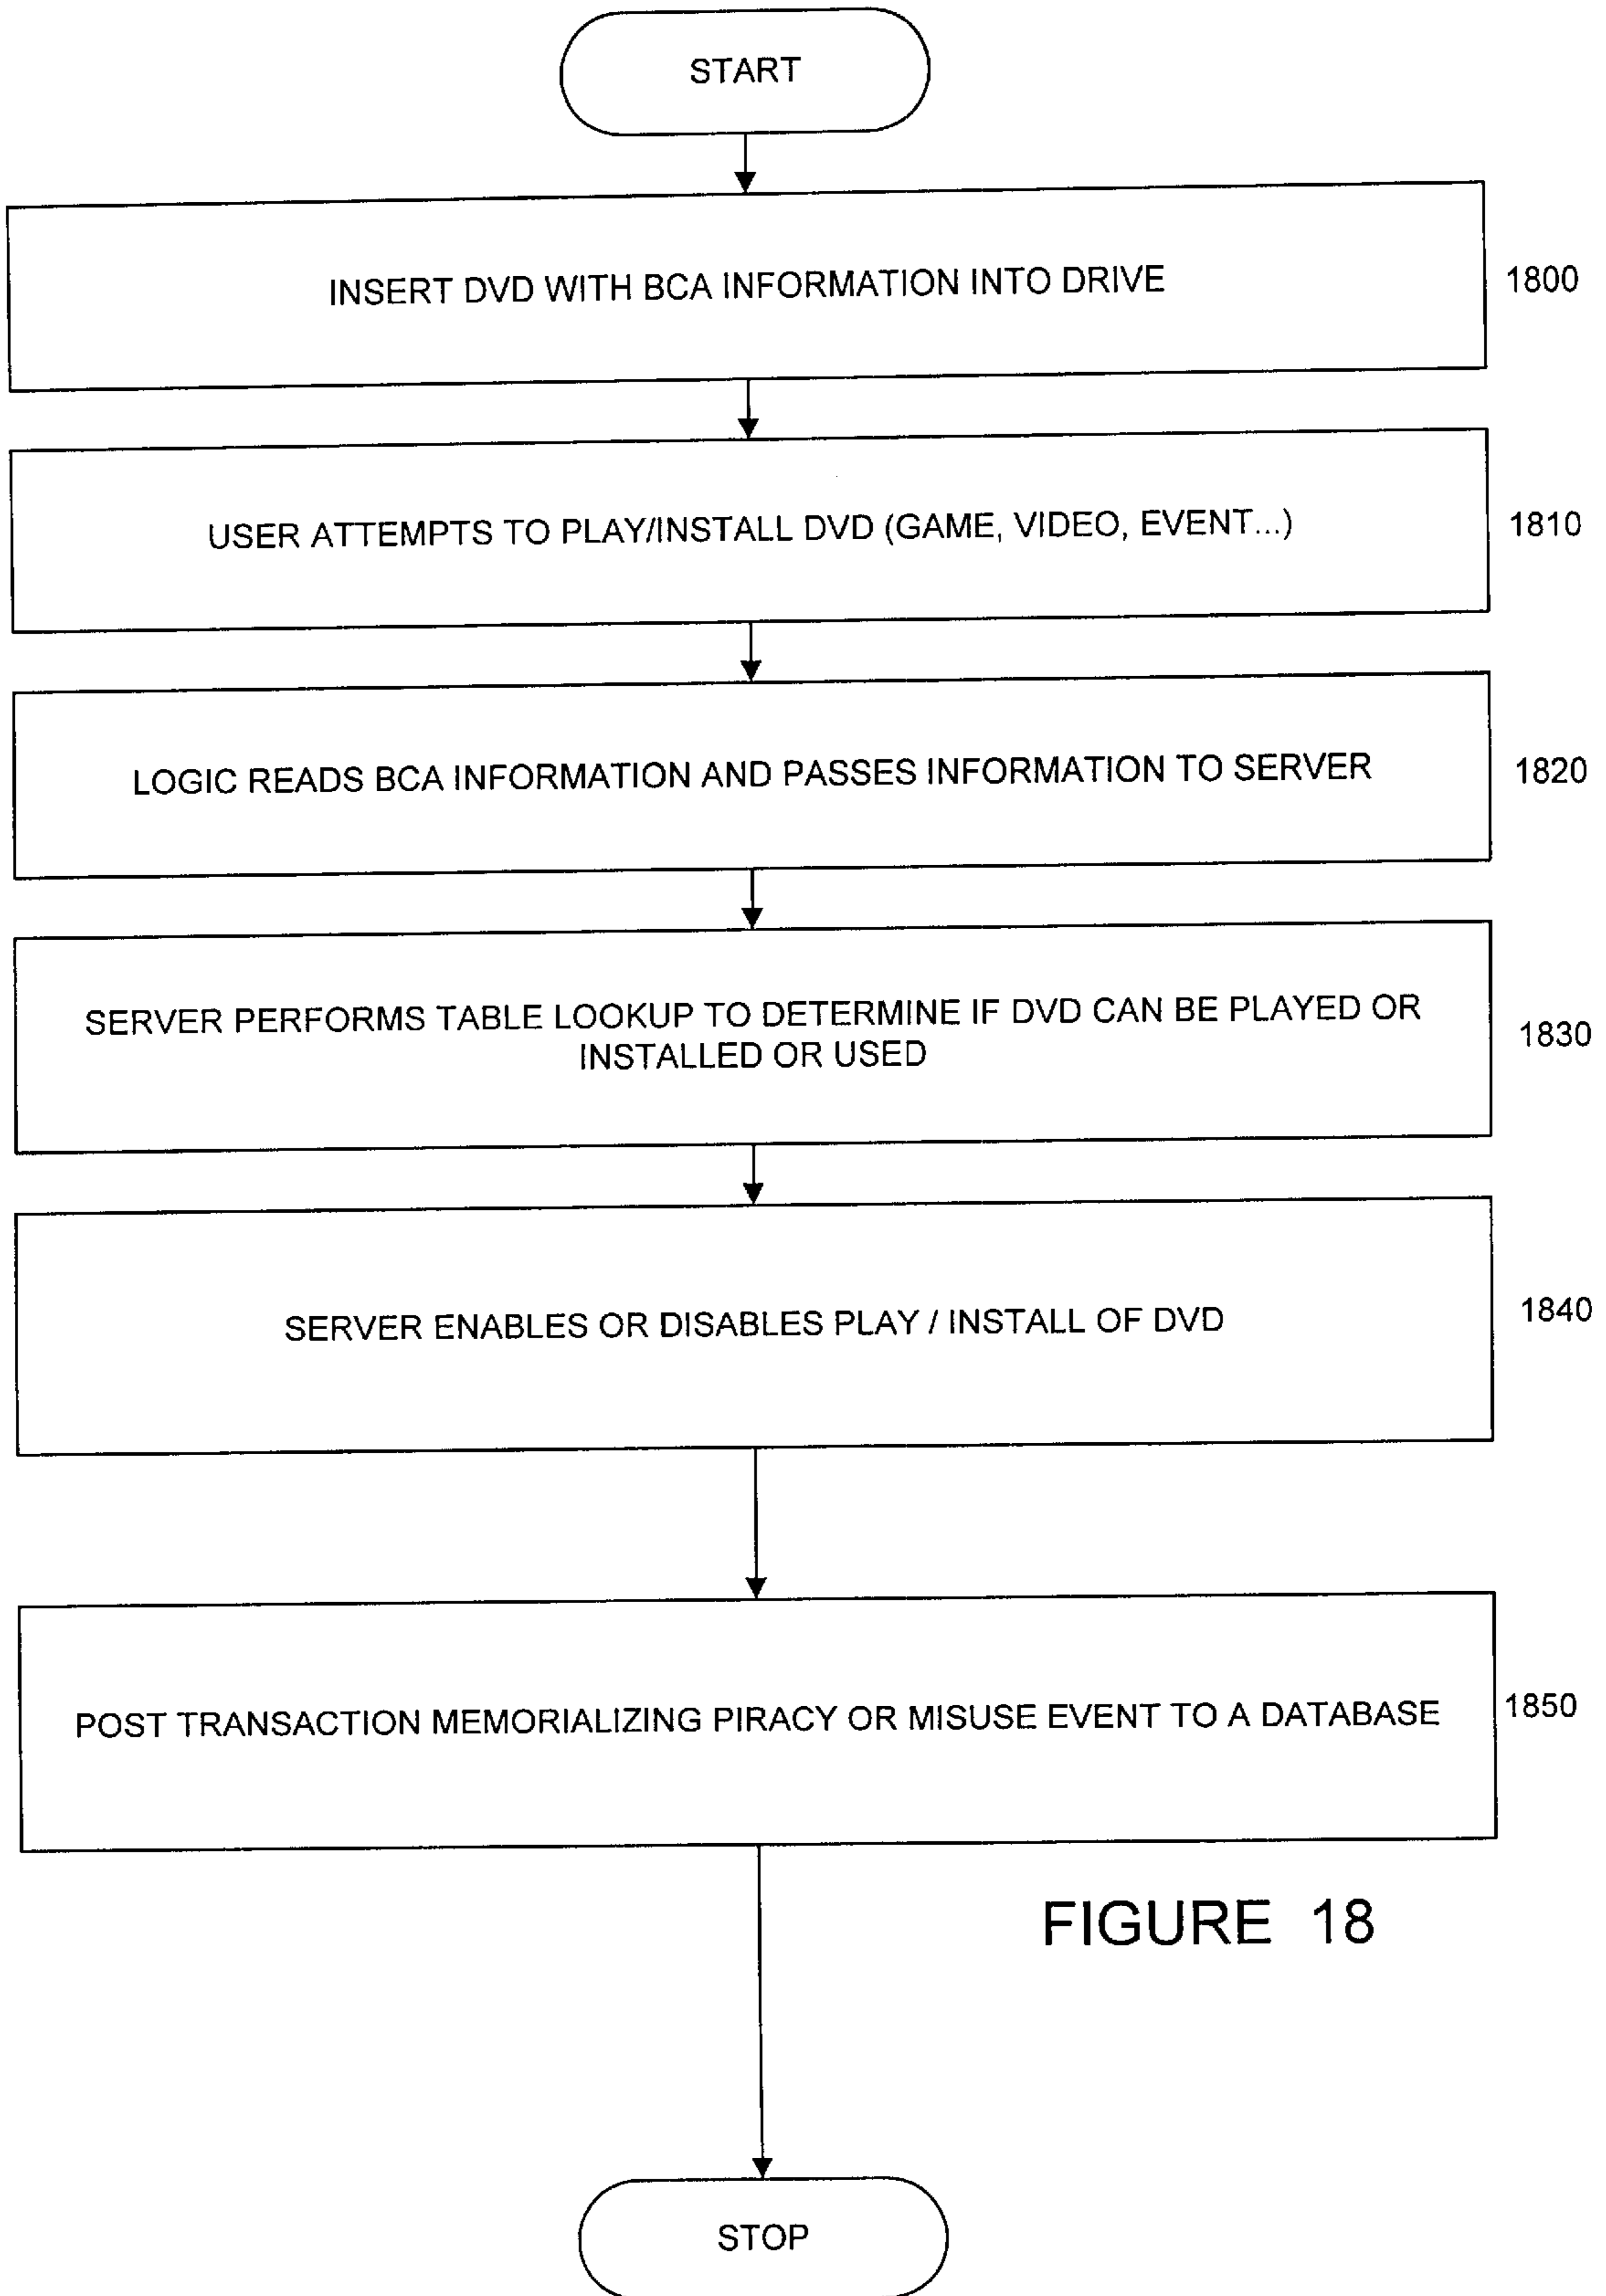 START
INSERT DVD WITH BCA INFORMATION INTO DRIVE
1800
USER ATTEMPTS TO PLAY/INSTALL DVD (GAME, VIDEO, EVENT...)
1810
LOGIC READS BCA INFORMATION AND PASSES INFORMATION TO SERVER
1820
SERVER PERFORMS TABLE LOOKUP TO DETERMINE IF DVD CAN BE PLAYED OR
INSTALLED OR USED
1830
SERVER ENABLES OR DISABLES PLAY / INSTALL OF DVD
1840
POST TRANSACTION MEMORIALIZING PIRACY OR MISUSE EVENT TO A DATABASE
1850
FIGURE 18
STOP